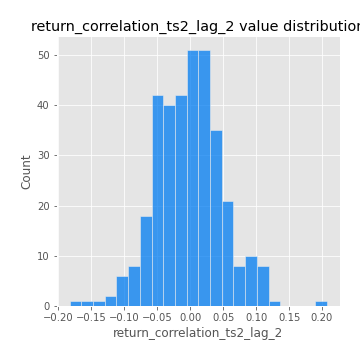 return_correlation_ts2_lag_2 value distribution
50
40
30
20
10
0
Count
−0.20 −0.15 −0.10 −0.05 0.00 0.05 0.10 0.15 0.20
return_correlation_ts2_lag_2